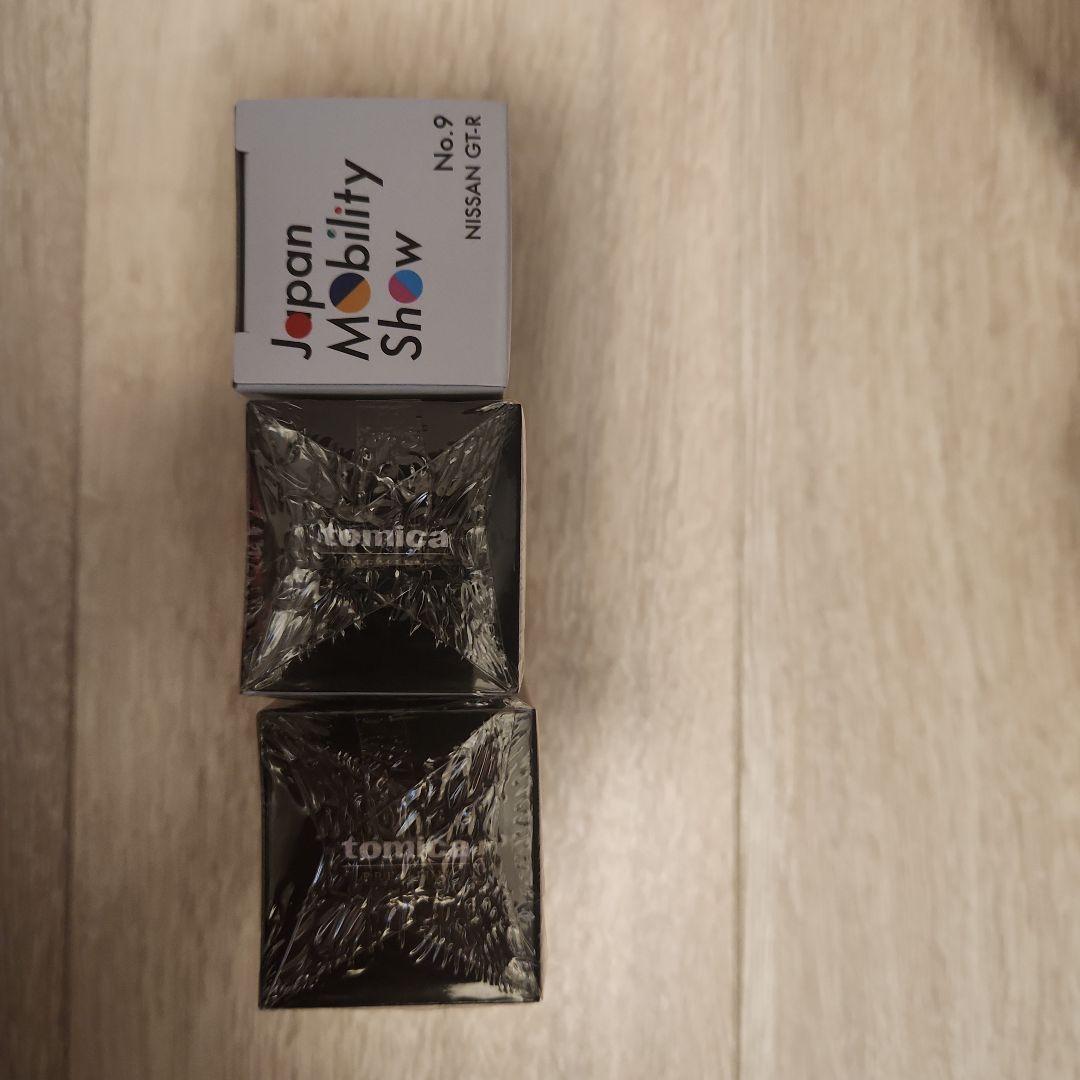 Japan
Mobility
Show
No.9
NISSAN GT-R
tomica
tomica